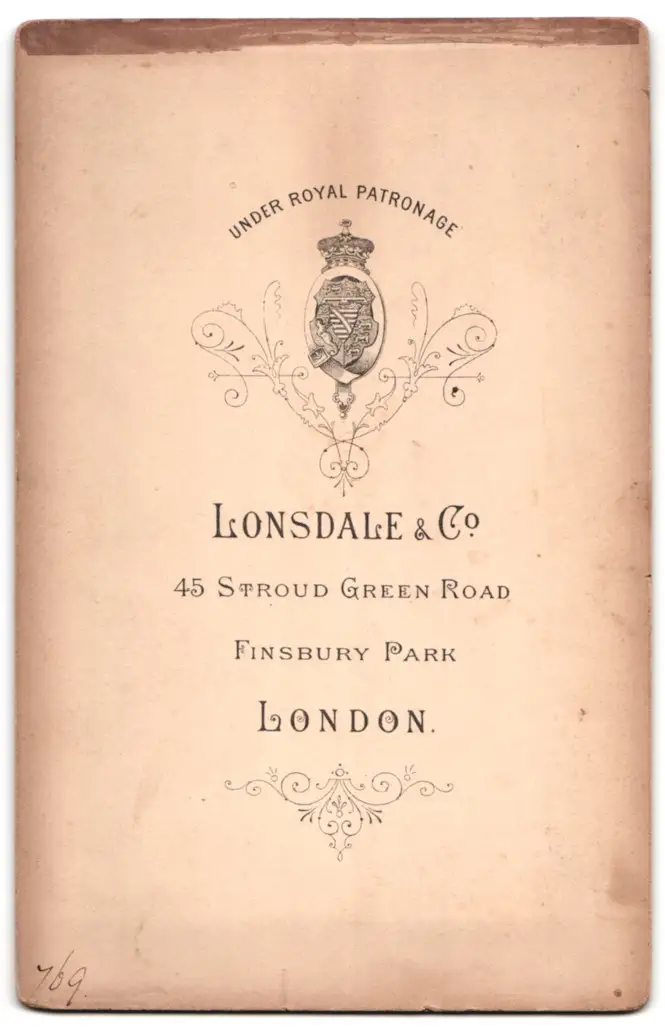 UNDER ROYAL PATRONAGE
LONSDALE & Co
45 STROUD GREEN ROAD
FINSBURY PARK
LONDON.
769.